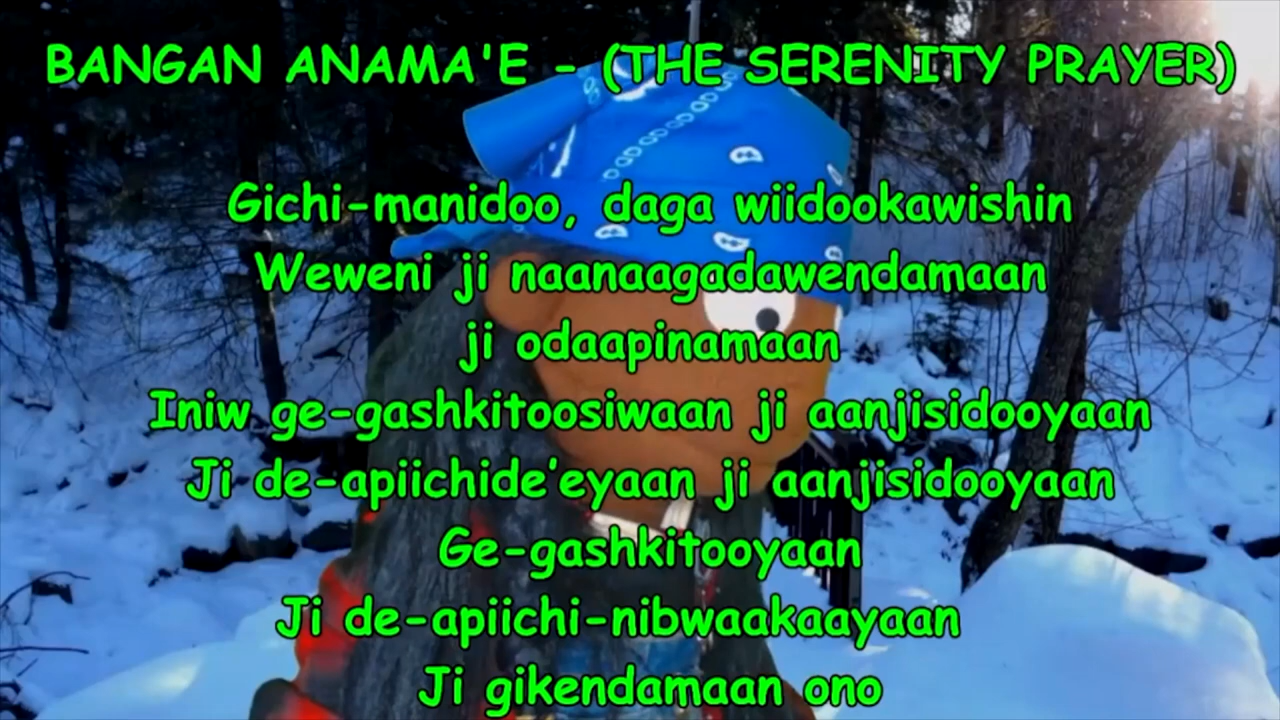 BANGAN ANAMA'E - (THE SERENITY PRAYER)
Gichi-manidoo, daga wiidookawishin
Weweni ji naanaagadawendamaan
ji odaapinamaan
Iniw ge-gashkitoosiwaan ji aanjisidooyaan
Ji de-apiichide’eyaan ji aanjisidooyaan
Ge-gashkitooyaan
Ji de-apiichi-nibwaakaayaan
Ji gikendamaan ono